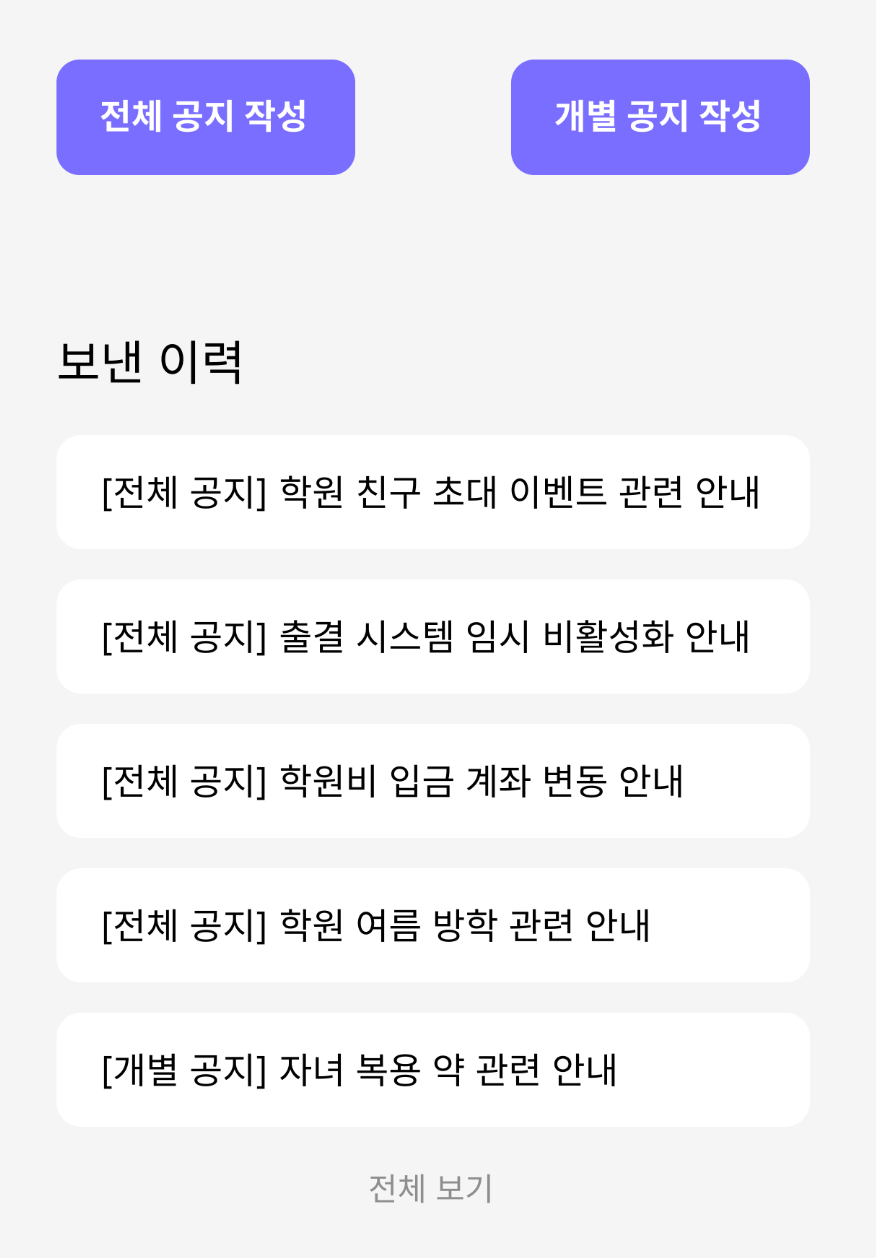 전체 공지 작성
개별 공지 작성
보낸 이력
[전체 공지] 학원 친구 초대 이벤트 관련 안내
[전체 공지] 출결 시스템 임시 비활성화 안내
[전체 공지] 학원비 입금 계좌 변동 안내
[전체 공지] 학원 여름 방학 관련 안내
[개별 공지] 자녀 복용 약 관련 안내
전체 보기